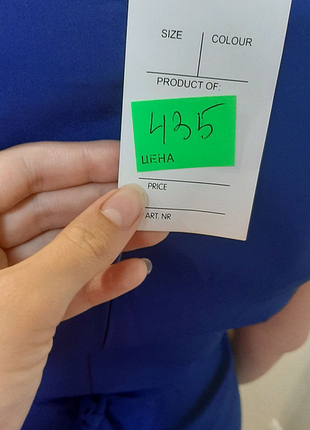 SIZE COLOUR
PRODUCT OF:
435
ЦЕНА
PRICE
ART. NR